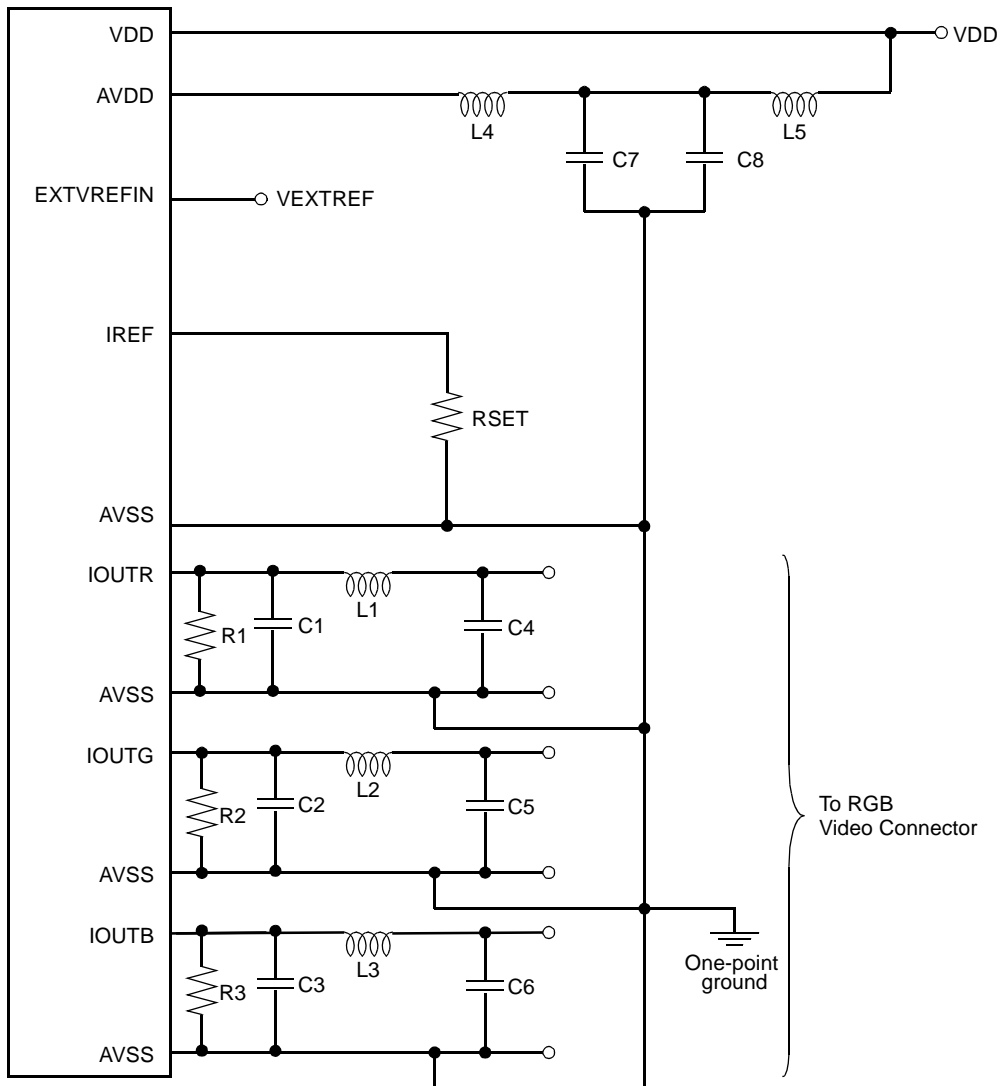 VDD
VDD
AVDD
L4
L5
C7
C8
EXTVREFIN
VEXTREF
IREF
RSET
AVSS
IOUTR
L1
R1
C1
C4
AVSS
IOUTG
L2
R2
C2
C5
To RGB
Video Connector
AVSS
IOUTB
L3
One-point
ground
R3
C3
C6
AVSS